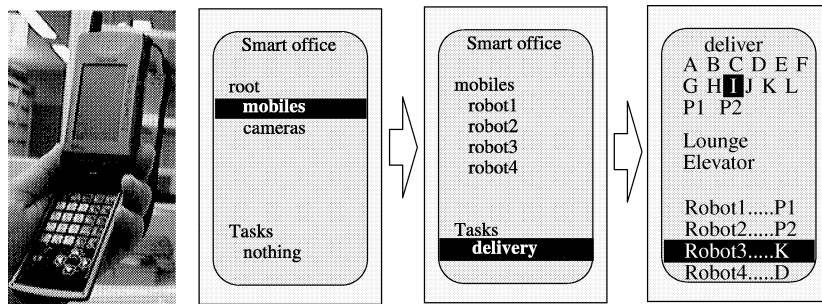 Smart office
root
mobiles
cameras
Tasks
nothing
Smart office
mobiles
robot1
robot2
robot3
robot4
Tasks
delivery
deliver
A B C D E F
G H I J K L
P1 P2
Lounge
Elevator
Robot1.....P1
Robot2.....P2
Robot3.....K
Robot4.....D